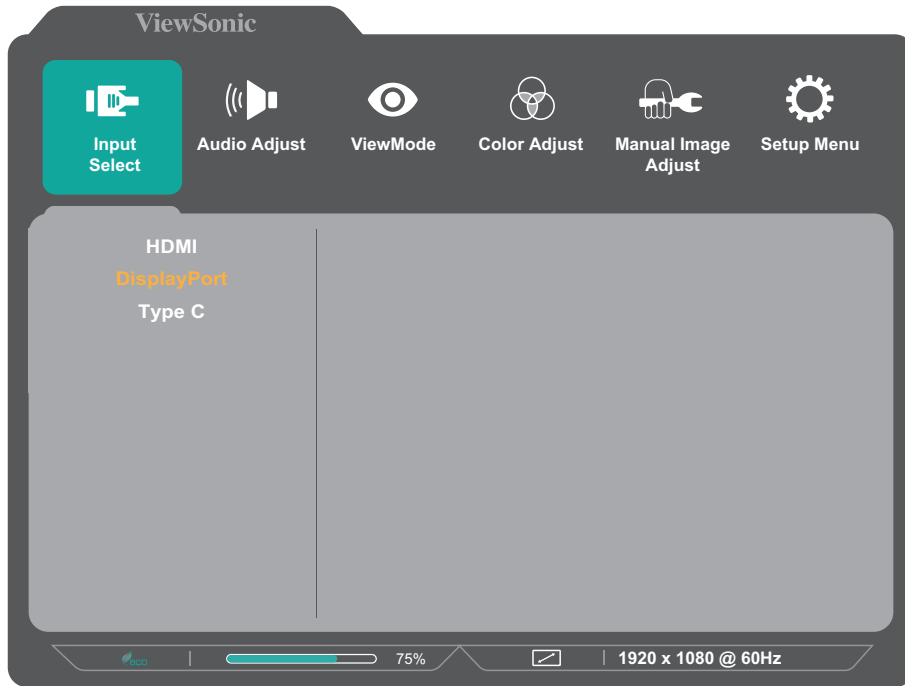 ViewSonic
Input
Select
Audio Adjust
ViewMode
Color Adjust
Manual Image
Adjust
Setup Menu
HDMI
DisplayPort
Type C
eco
75%
1920 x 1080 @ 60Hz